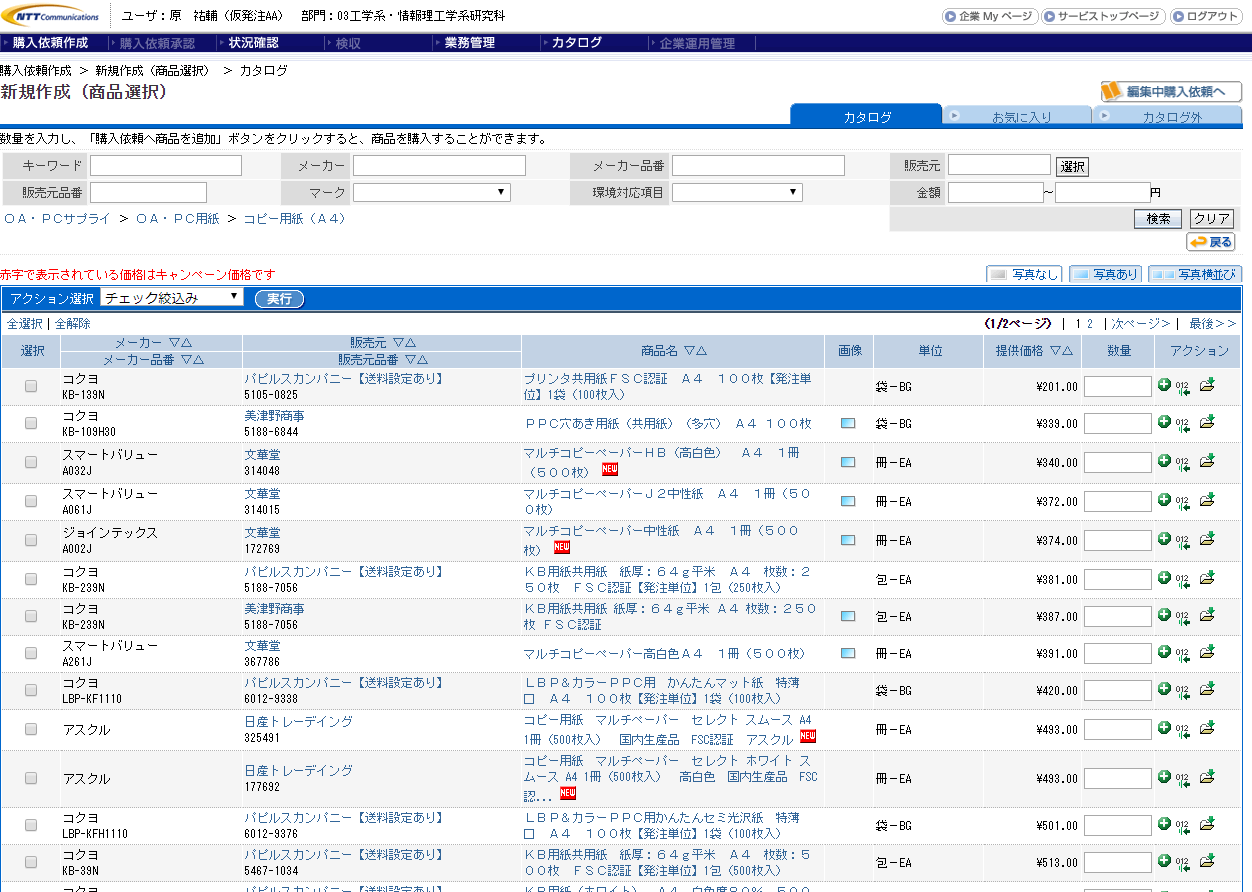 NTT Communications ユーザ：原　祐輔（仮発注AA）　部門：03工学系・情報理工学系研究科 企業 My ページ サービストップページ ログアウト
購入依頼作成 購入依頼承認 状況確認 検収 業務管理 カタログ 企業運用管理
購入依頼作成 ＞ 新規作成（商品選択） ＞ カタログ
新規作成（商品選択） 編集中購入依頼へ
カタログ お気に入り カタログ外
数量を入力し、「購入依頼へ商品を追加」ボタンをクリックすると、商品を購入することができます。
キーワード メーカー メーカー品番 販売元 選択
販売元品番 マーク 環境対応項目 金額 ～ 円
ＯＡ・ＰＣサプライ ＞ ＯＡ・ＰＣ用紙 ＞ コピー用紙（Ａ４） 検索 クリア
戻る
赤字で表示されている価格はキャンペーン価格です 写真なし 写真あり 写真横並び
アクション選択 チェック絞込み 実行
全選択 | 全解除 (1/2ページ) | 1 2 | 次ページ＞ | 最後＞＞
選択 メーカー ▽△ 販売元 ▽△ 商品名 ▽△ 画像 単位 提供価格 ▽△ 数量 アクション
メーカー品番 ▽△ 販売元品番 ▽△
コクヨ パピルスカンパニー【送料設定あり】 プリンタ共用紙ＦＳＣ認証　Ａ４　１００枚【発注単
KB-139N 5105-0825 位】1袋（100枚入） 袋－BG ¥201.00
コクヨ 美津野商事 ＰＰＣ穴あき用紙（共用紙）（多穴）　Ａ４ １００枚 袋－BG ¥339.00
KB-109H30 5188-6844
スマートバリュー 文華堂 マルチコピーペーパーＨＢ（高白色）　Ａ４　１冊
A032J 314048 （５００枚） NEW 冊－EA ¥340.00
スマートバリュー 文華堂 マルチコピーペーパーＪ２中性紙　Ａ４　１冊（５０
A061J 314015 ０枚） 冊－EA ¥372.00
ジョインテックス 文華堂 マルチコピーペーパー中性紙　Ａ４　１冊（５００
A002J 172769 枚） NEW 冊－EA ¥374.00
コクヨ パピルスカンパニー【送料設定あり】 ＫＢ用紙共用紙　紙厚：６４ｇ平米　Ａ４　枚数：２
KB-239N 5188-7056 ５０枚　ＦＳＣ認証【発注単位】1包（250枚入） 包－EA ¥381.00
コクヨ 美津野商事 ＫＢ用紙共用紙 紙厚：６４ｇ平米 Ａ４ 枚数：２５０
KB-239N 5188-7056 枚 ＦＳＣ認証 包－EA ¥387.00
スマートバリュー 文華堂 マルチコピーペーパー高白色Ａ４　１冊（５００枚） 冊－EA ¥391.00
A261J 367786
コクヨ パピルスカンパニー【送料設定あり】 ＬＢＰ＆カラーＰＰＣ用　かんたんマット紙　特薄
LBP-KF1110 6012-9338 口　Ａ４　１００枚【発注単位】1袋（100枚入） 袋－BG ¥420.00
アスクル 日産トレーデイング コピー用紙　マルチペーパー　セレクト スムース A4
325491 1冊（500枚入）　国内生産品　FSC認証　アスクル NEW 冊－EA ¥493.00
アスクル 日産トレーデイング コピー用紙　マルチペーパー　セレクト ホワイト ス
177692 ムース A4 1冊（500枚入）　高白色　国内生産品　FSC 冊－EA ¥493.00
認... NEW
コクヨ パピルスカンパニー【送料設定あり】 ＬＢＰ＆カラーＰＰＣ用かんたんセミ光沢紙　特薄
LBP-KFH1110 6012-9376 口　Ａ４　１００枚【発注単位】1袋（100枚入） 袋－BG ¥501.00
コクヨ パピルスカンパニー【送料設定あり】 ＫＢ用紙共用紙　紙厚：６４ｇ平米　Ａ４　枚数：５
KB-39N 5467-1034 ００枚　ＦＳＣ認証【発注単位】1包（500枚入） 包－EA ¥513.00
コクヨ パピルスカンパニー【送料設定あり】 ＫＢ用紙（ホワイト）　Ａ４　白色度８０％　５００